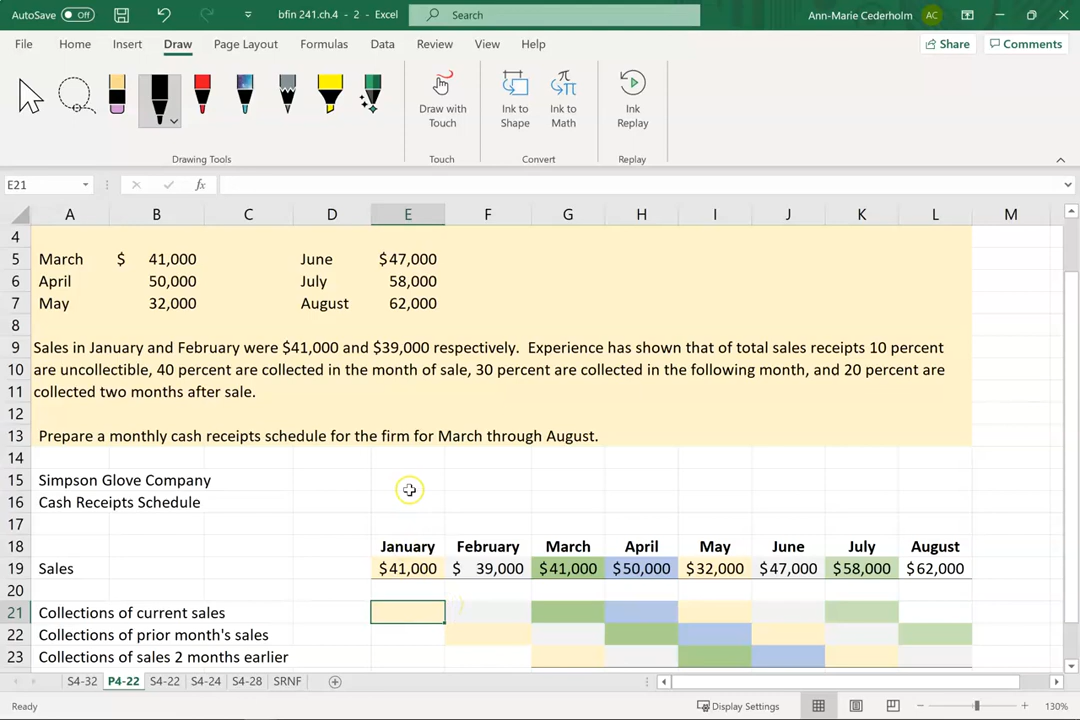 AutoSave Off bfin 241.ch.4 - 2 - Excel Search Ann-Marie Cederholm AC
File Home Insert Draw Page Layout Formulas Data Review View Help Share Comments
Draw with Touch
Ink to Shape
Ink to Math
Ink Replay
Drawing Tools Touch Convert Replay
E21 fx
A B C D E F G H I J K L M
4
5 March $ 41,000 June $47,000
6 April 50,000 July 58,000
7 May 32,000 August 62,000
8
9 Sales in January and February were $41,000 and $39,000 respectively. Experience has shown that of total sales receipts 10 percent
10 are uncollectible, 40 percent are collected in the month of sale, 30 percent are collected in the following month, and 20 percent are
11 collected two months after sale.
12
13 Prepare a monthly cash receipts schedule for the firm for March through August.
14
15 Simpson Glove Company
16 Cash Receipts Schedule
17
18 January February March April May June July August
19 Sales $41,000 $ 39,000 $41,000 $50,000 $32,000 $47,000 $58,000 $62,000
20
21 Collections of current sales
22 Collections of prior month's sales
23 Collections of sales 2 months earlier
S4-32 P4-22 S4-22 S4-24 S4-28 SRNF
Ready Display Settings 130%